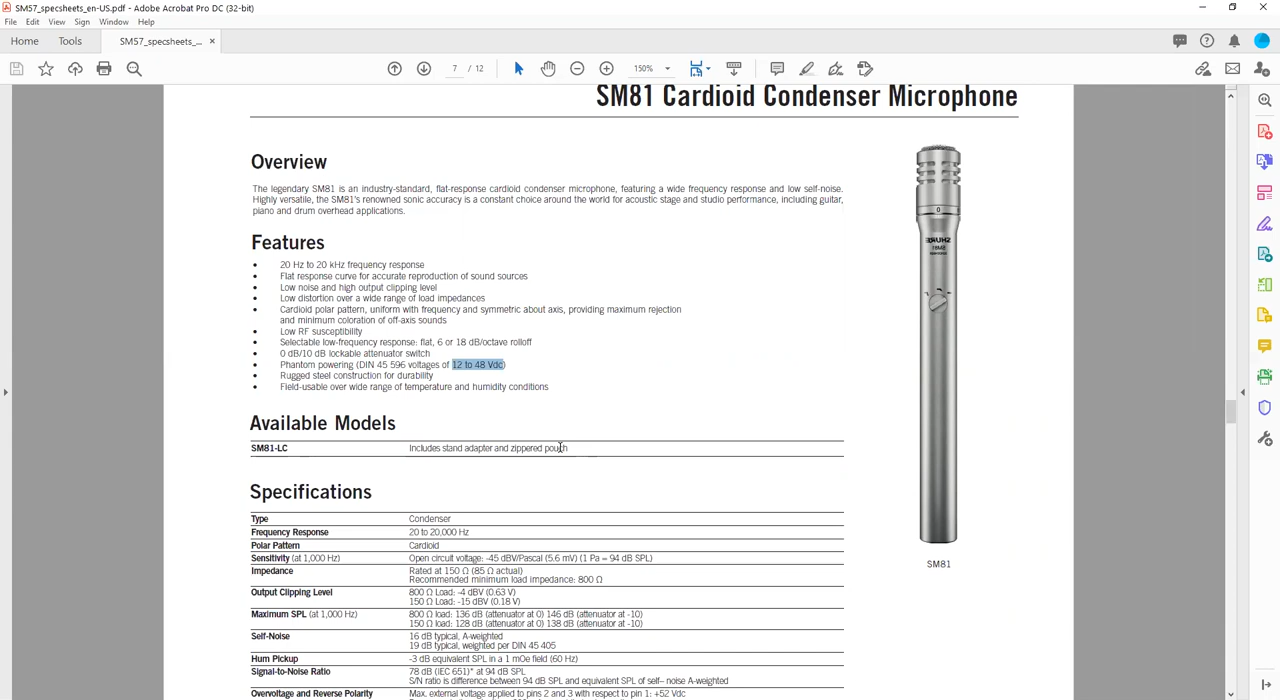 SM57_specsheets_en-US.pdf - Adobe Acrobat Pro DC (32-bit)
File Edit View Sign Window Help
Home Tools SM57_specsheets_... ×
7 / 12 150%
SM81 Cardioid Condenser Microphone
Overview
The legendary SM81 is an industry-standard, flat-response cardioid condenser microphone, featuring a wide frequency response and low self-noise.
Highly versatile, the SM81's renowned sonic accuracy is a constant choice around the world for acoustic stage and studio performance, including guitar,
piano and drum overhead applications.
Features
• 20 Hz to 20 kHz frequency response
• Flat response curve for accurate reproduction of sound sources
• Low noise and high output clipping level
• Low distortion over a wide range of load impedances
• Cardioid polar pattern, uniform with frequency and symmetric about axis, providing maximum rejection
and minimum coloration of off-axis sounds
• Low RF susceptibility
• Selectable low-frequency response: flat, 6 or 18 dB/octave rolloff
• 0 dB/10 dB lockable attenuator switch
• Phantom powering (DIN 45 596 voltages of 12 to 48 Vdc)
• Rugged steel construction for durability
• Field-usable over wide range of temperature and humidity conditions
Available Models
SM81-LC Includes stand adapter and zippered pouch
Specifications
Type Condenser
Frequency Response 20 to 20,000 Hz
Polar Pattern Cardioid
Sensitivity (at 1,000 Hz) Open circuit voltage: -45 dBV/Pascal (5.6 mV) (1 Pa = 94 dB SPL)
Impedance Rated at 150 Ω (85 Ω actual)
Recommended minimum load impedance: 800 Ω
Output Clipping Level 800 Ω Load: -4 dBV (0.63 V)
150 Ω Load: -15 dBV (0.18 V)
Maximum SPL (at 1,000 Hz) 800 Ω load: 136 dB (attenuator at 0) 146 dB (attenuator at -10)
150 Ω load: 128 dB (attenuator at 0) 138 dB (attenuator at -10)
Self-Noise 16 dB typical, A-weighted
19 dB typical, weighted per DIN 45 405
Hum Pickup -3 dB equivalent SPL in a 1 mOe field (60 Hz)
Signal-to-Noise Ratio 78 dB (IEC 651)* at 94 dB SPL
S/N ratio is difference between 94 dB SPL and equivalent SPL of self– noise A-weighted
Overvoltage and Reverse Polarity Max. external voltage applied to pins 2 and 3 with respect to pin 1: +52 Vdc
0
SHURE
SM81
SM81